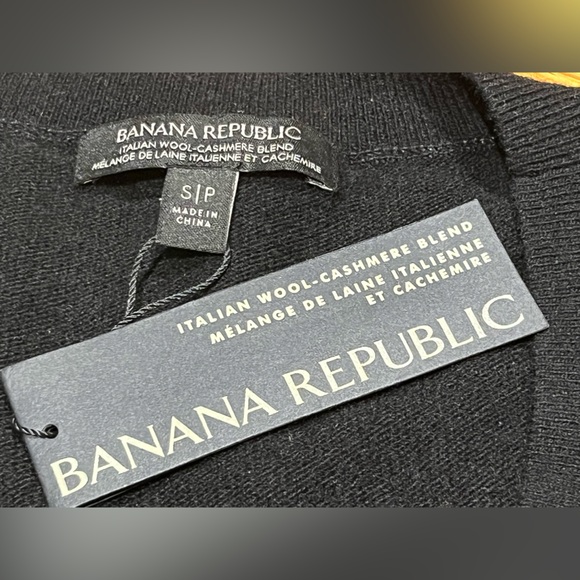 BANANA REPUBLIC
ITALIAN WOOL-CASHMERE BLEND
MÉLANGE DE LAINE ITALIENNE ET CACHEMIRE
S|P
MADE IN
CHINA
ITALIAN WOOL-CASHMERE BLEND
MÉLANGE DE LAINE ITALIENNE
ET CACHEMIRE
BANANA REPUBLIC